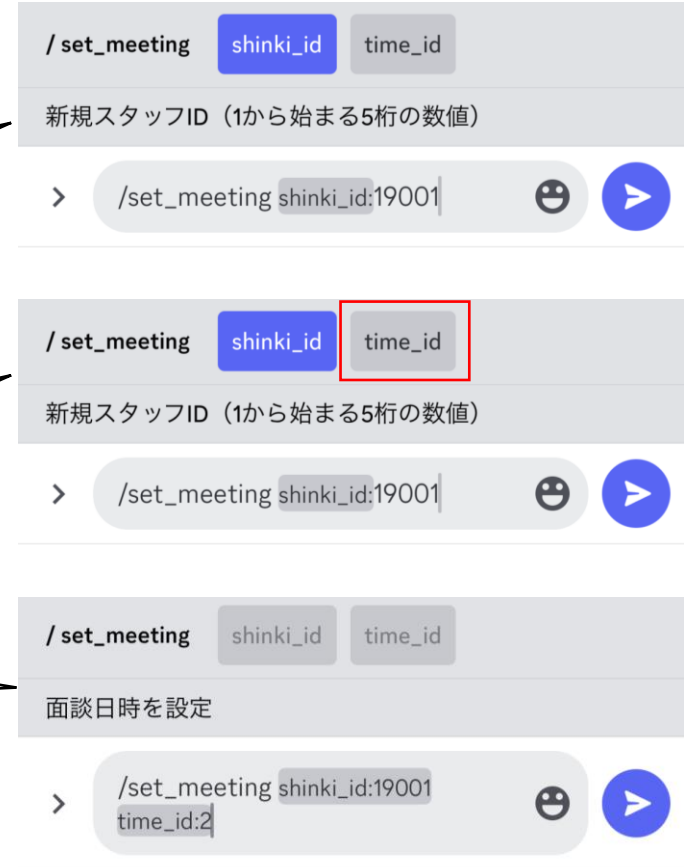 / set_meeting shinki_id time_id
新規スタッフID（1から始まる5桁の数値）
/set_meeting shinki_id:19001
/ set_meeting shinki_id time_id
新規スタッフID（1から始まる5桁の数値）
/set_meeting shinki_id:19001
/ set_meeting shinki_id time_id
面談日時を設定
/set_meeting shinki_id:19001
time_id:2